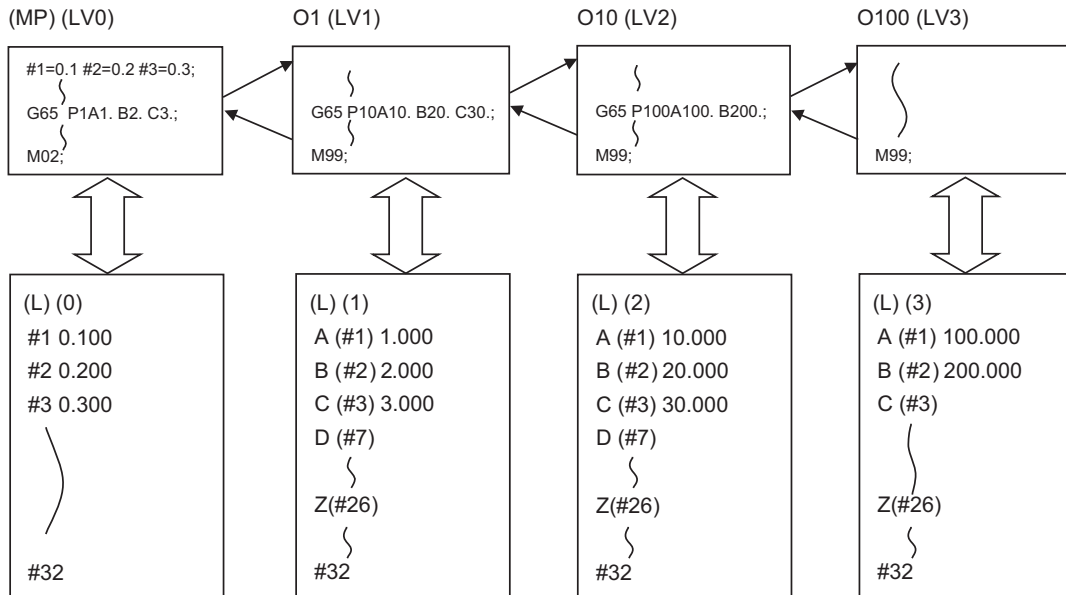 (MP) (LV0)
O1 (LV1)
O10 (LV2)
O100 (LV3)
#1=0.1 #2=0.2 #3=0.3;
G65 P1A1. B2. C3.;
M02;
G65 P10A10. B20. C30.;
M99;
G65 P100A100. B200.;
M99;
M99;
(L) (0)
#1 0.100
#2 0.200
#3 0.300
#32
(L) (1)
A (#1) 1.000
B (#2) 2.000
C (#3) 3.000
D (#7)
Z(#26)
#32
(L) (2)
A (#1) 10.000
B (#2) 20.000
C (#3) 30.000
D (#7)
Z(#26)
#32
(L) (3)
A (#1) 100.000
B (#2) 200.000
C (#3)
Z(#26)
#32